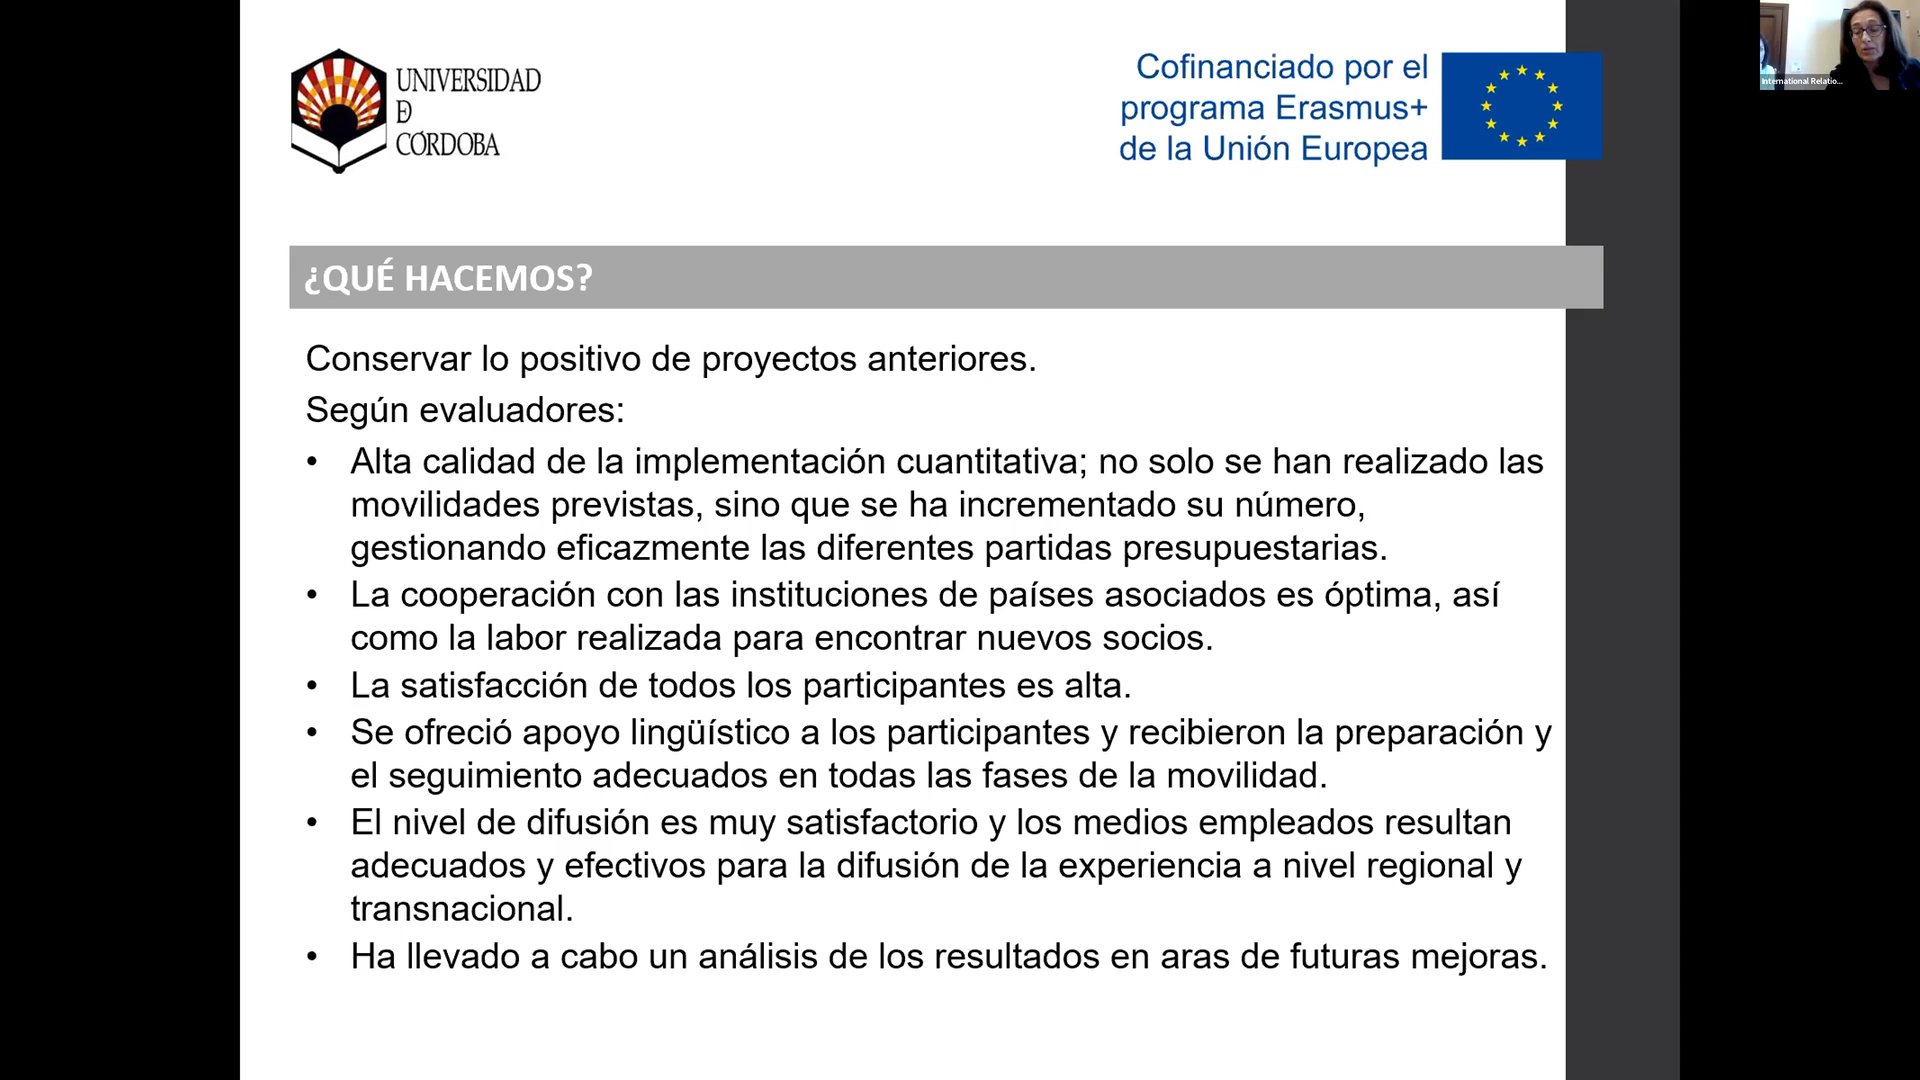 UNIVERSIDAD
Ð
CÓRDOBA
Cofinanciado por el
programa Erasmus+
de la Unión Europea
International Relatio...
¿QUÉ HACEMOS?
Conservar lo positivo de proyectos anteriores.
Según evaluadores:
• Alta calidad de la implementación cuantitativa; no solo se han realizado las
movilidades previstas, sino que se ha incrementado su número,
gestionando eficazmente las diferentes partidas presupuestarias.
• La cooperación con las instituciones de países asociados es óptima, así
como la labor realizada para encontrar nuevos socios.
• La satisfacción de todos los participantes es alta.
• Se ofreció apoyo lingüístico a los participantes y recibieron la preparación y
el seguimiento adecuados en todas las fases de la movilidad.
• El nivel de difusión es muy satisfactorio y los medios empleados resultan
adecuados y efectivos para la difusión de la experiencia a nivel regional y
transnacional.
• Ha llevado a cabo un análisis de los resultados en aras de futuras mejoras.